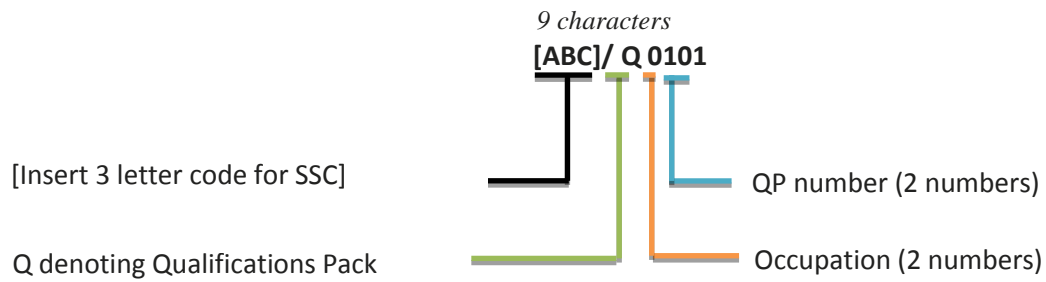 9 characters
[ABC]/ Q 0101
[Insert 3 letter code for SSC]
QP number (2 numbers)
Q denoting Qualifications Pack
Occupation (2 numbers)